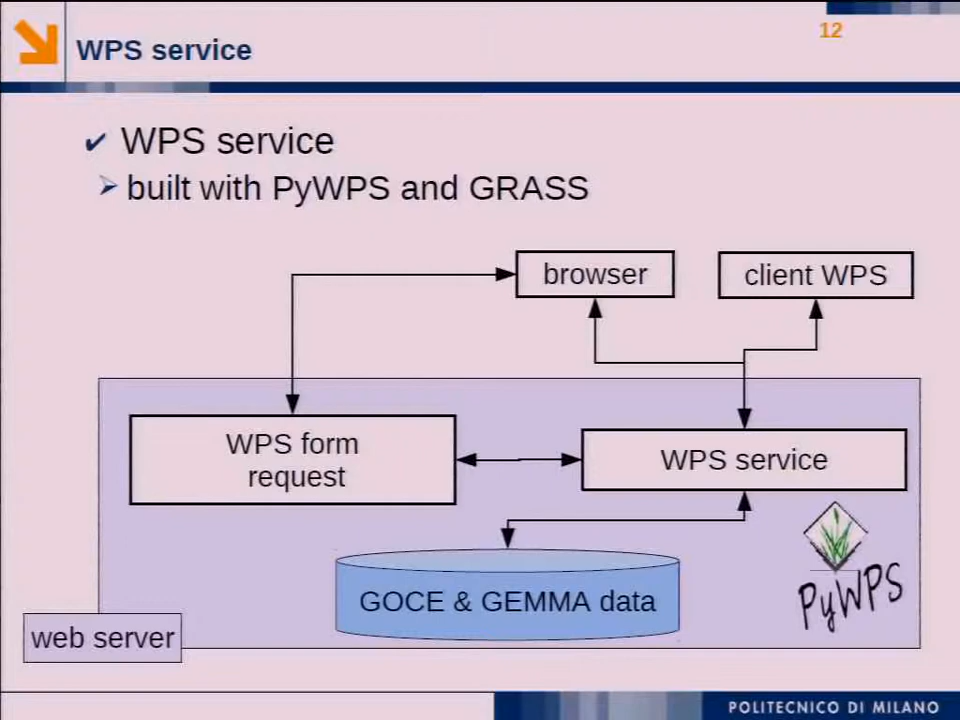 12
WPS service
✔ WPS service
➢ built with PyWPS and GRASS
browser
client WPS
WPS form
request
WPS service
GOCE & GEMMA data
PyWPS
web server
POLITECNICO DI MILANO